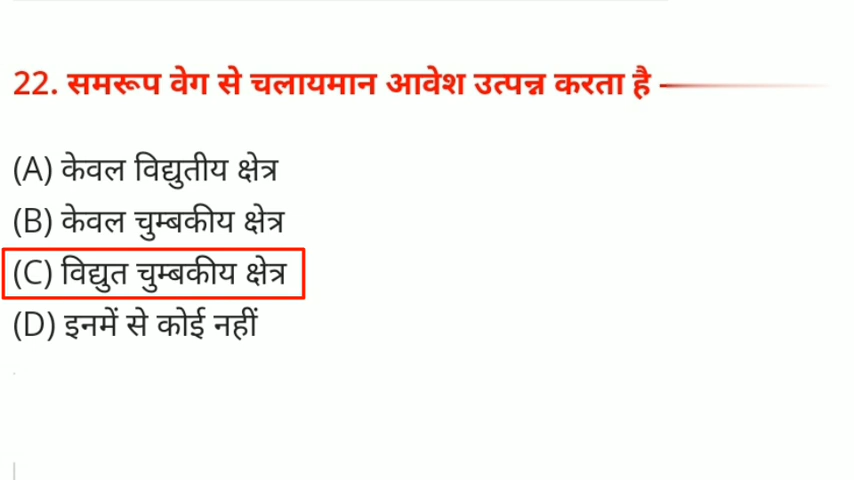 22. समरूप वेग से चलायमान आवेश उत्पन्न करता है
(A) केवल विद्युतीय क्षेत्र
(B) केवल चुम्बकीय क्षेत्र
(C) विद्युत चुम्बकीय क्षेत्र
(D) इनमें से कोई नहीं